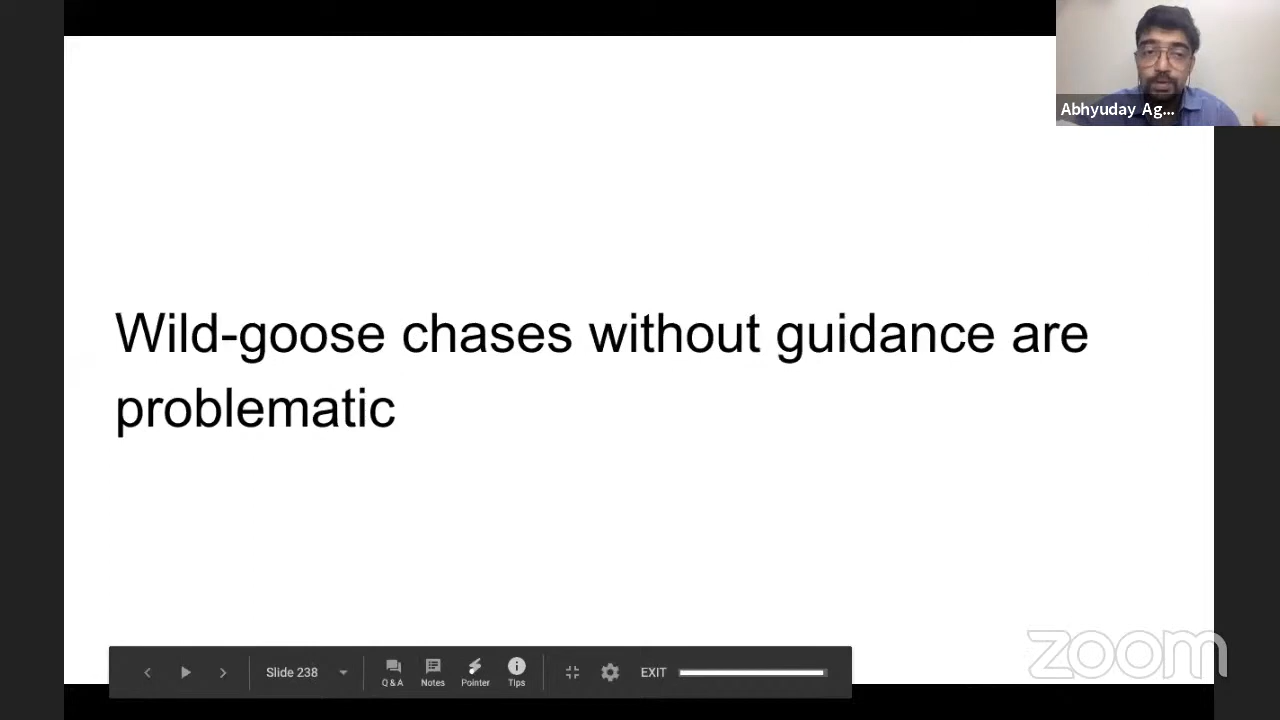 Abhyuday Ag...
Wild-goose chases without guidance are
problematic
zoom
Slide 238
Q & A
Notes
Pointer
Tips
EXIT